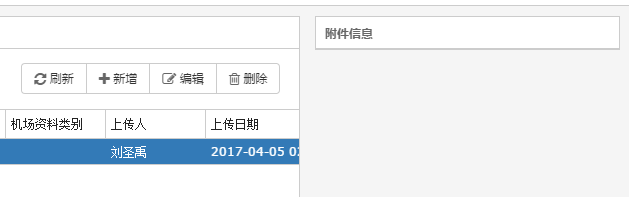 附件信息
刷新 新增 编辑 删除
机场资料类别 上传人 上传日期
刘圣禹 2017-04-05